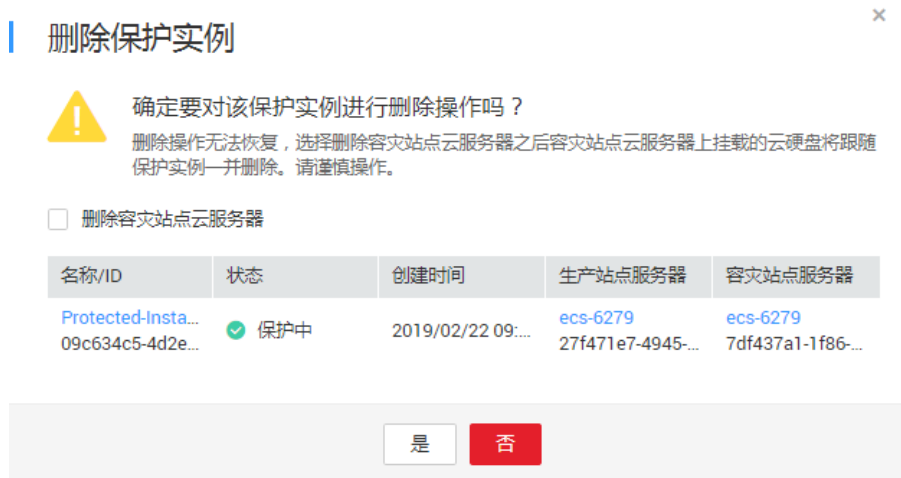 ×
删除保护实例
确定要对该保护实例进行删除操作吗？
删除操作无法恢复，选择删除容灾站点云服务器之后容灾站点云服务器上挂载的云硬盘将跟随
保护实例一并删除。请谨慎操作。
删除容灾站点云服务器
名称/ID 状态 创建时间 生产站点服务器 容灾站点服务器
Protected-Insta... ecs-6279 ecs-6279
保护中 2019/02/22 09:...
09c634c5-4d2e... 27f471e7-4945-... 7df437a1-1f86-...
是 否